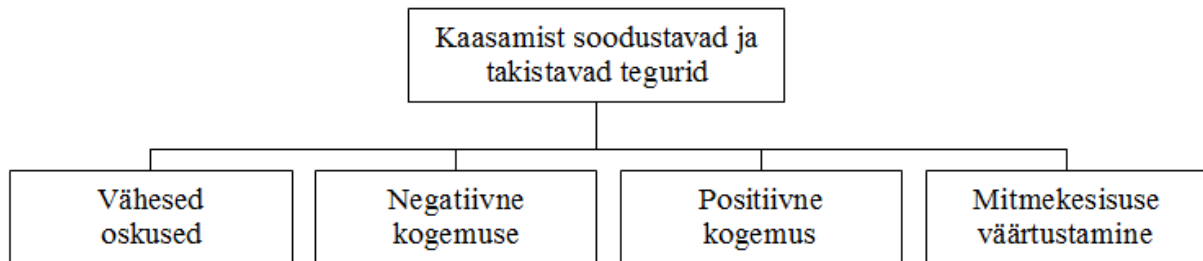 Kaasamist soodustavad ja
takistavad tegurid
Vähesed
oskused
Negatiivne
kogemuse
Positiivne
kogemus
Mitmekesisuse
väärtustamine